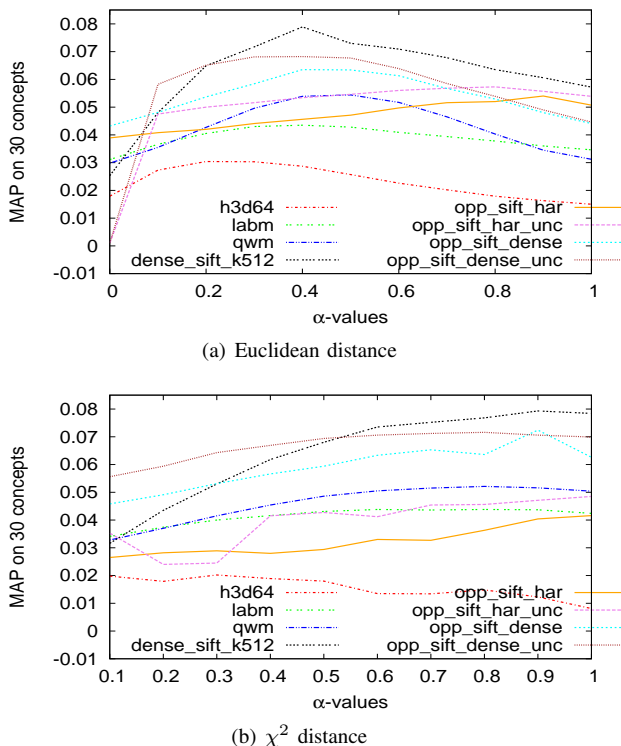 0.08
0.07
0.06
0.05
0.04
0.03
0.02
0.01
0
-0.01
MAP on 30 concepts
h3d64
labm
qwm
dense_sift_k512
opp_sift_har
opp_sift_har_unc
opp_sift_dense
opp_sift_dense_unc
0 0.2 0.4 0.6 0.8 1
α-values
(a) Euclidean distance
0.08
0.07
0.06
0.05
0.04
0.03
0.02
0.01
0
-0.01
MAP on 30 concepts
h3d64
labm
qwm
dense_sift_k512
opp_sift_har
opp_sift_har_unc
opp_sift_dense
opp_sift_dense_unc
0.1 0.2 0.3 0.4 0.5 0.6 0.7 0.8 0.9 1
α-values
(b) χ² distance